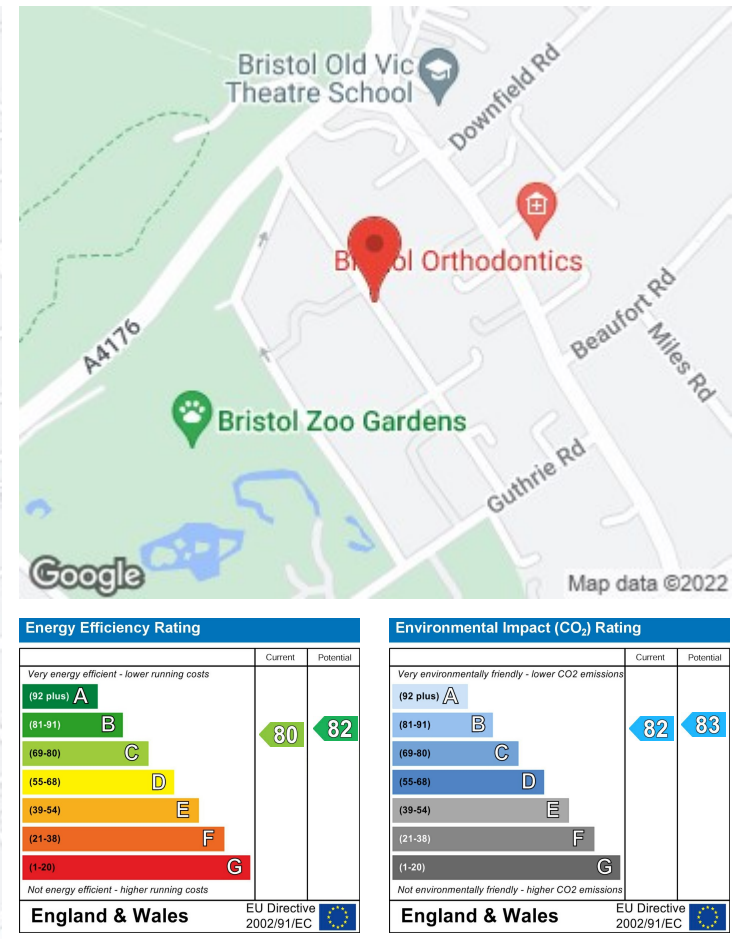 Bristol Old Vic
Theatre School
Downfield Rd
Bristol Orthodontics
Beaufort Rd
Miles Rd
A4176
Bristol Zoo Gardens
Guthrie Rd
Google
Map data ©2022
Energy Efficiency Rating
Current Potential
Very energy efficient - lower running costs
(92 plus) A
(81-91) B
80 82
(69-80) C
(55-68) D
(39-54) E
(21-38) F
(1-20) G
Not energy efficient - higher running costs
England & Wales
EU Directive
2002/91/EC
Environmental Impact (CO₂) Rating
Current Potential
Very environmentally friendly - lower CO2 emissions
(92 plus) A
(81-91) B
82 83
(69-80) C
(55-68) D
(39-54) E
(21-38) F
(1-20) G
Not environmentally friendly - higher CO2 emissions
England & Wales
EU Directive
2002/91/EC